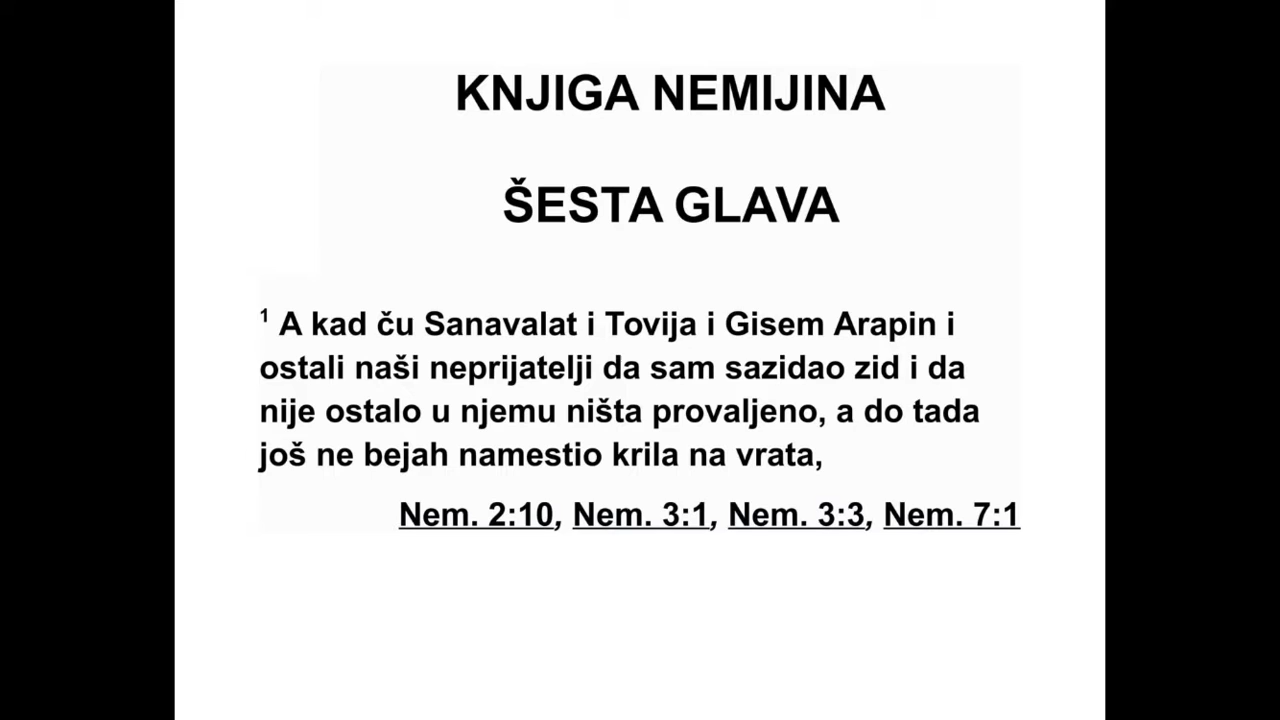 KNJIGA NEMIJINA
ŠESTA GLAVA
¹ A kad ču Sanavalat i Tovija i Gisem Arapin i
ostali naši neprijatelji da sam sazidao zid i da
nije ostalo u njemu ništa provaljeno, a do tada
još ne bejah namestio krila na vrata,
Nem. 2:10, Nem. 3:1, Nem. 3:3, Nem. 7:1